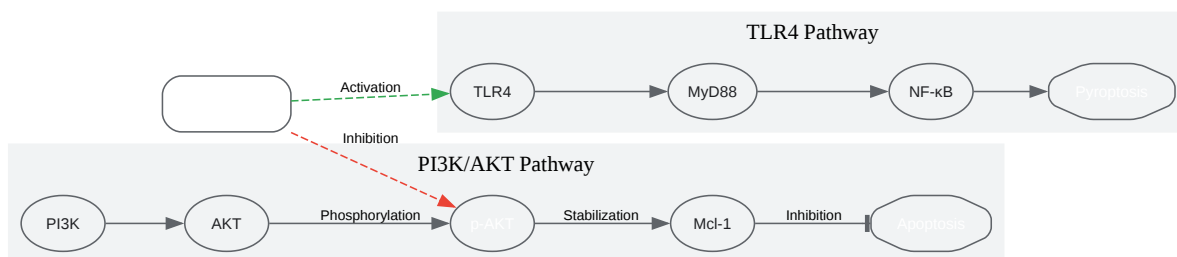 TLR4 Pathway
Activation
TLR4
MyD88
NF-κB
Pyroptosis
Inhibition
PI3K/AKT Pathway
PI3K
AKT
Phosphorylation
p-AKT
Stabilization
Mcl-1
Inhibition
Apoptosis